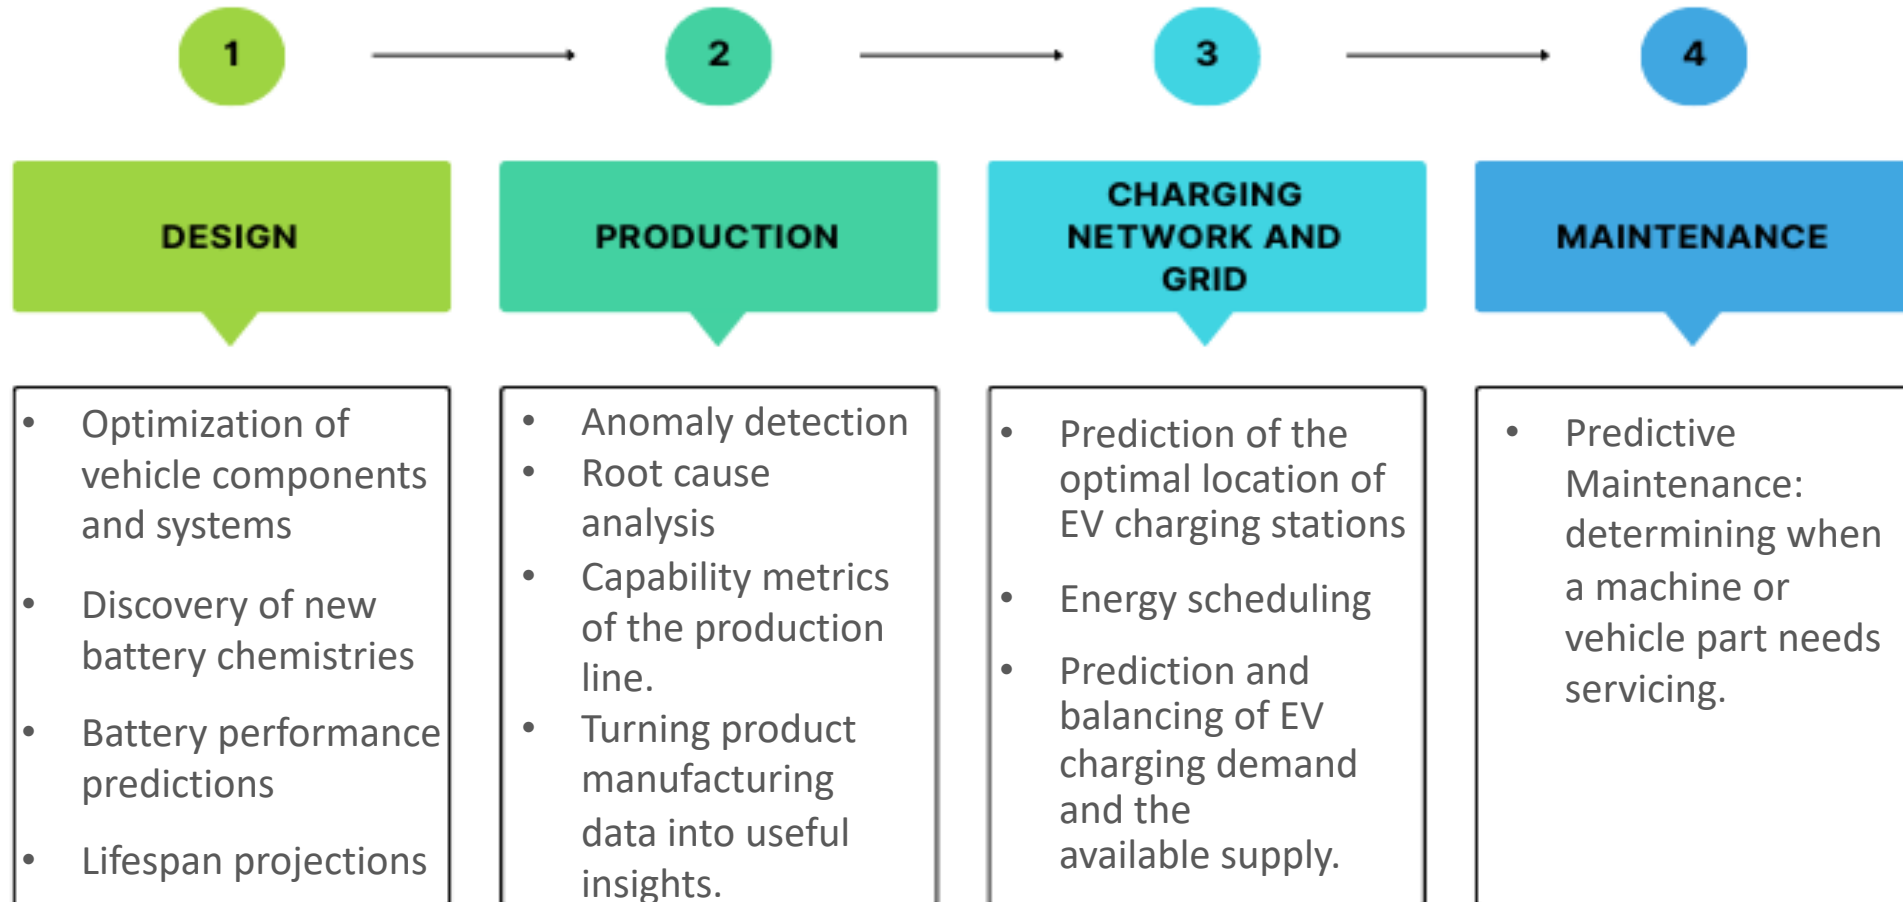 1
2
3
4
DESIGN
PRODUCTION
CHARGING
NETWORK AND
GRID
MAINTENANCE
• Optimization of
vehicle components
and systems
• Discovery of new
battery chemistries
• Battery performance
predictions
• Lifespan projections
• Anomaly detection
• Root cause
analysis
• Capability metrics
of the production
line.
• Turning product
manufacturing
data into useful
insights.
• Prediction of the
optimal location of
EV charging stations
• Energy scheduling
• Prediction and
balancing of EV
charging demand
and the
available supply.
• Predictive
Maintenance:
determining when
a machine or
vehicle part needs
servicing.